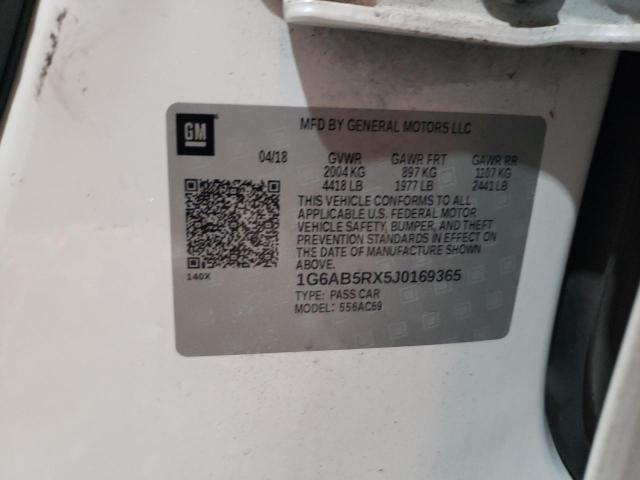 GM
MFD BY GENERAL MOTORS LLC
04/18 GVWR GAWR FRT GAWR RR
2004 KG 897 KG 1107 KG
4418 LB 1977 LB 2441 LB
THIS VEHICLE CONFORMS TO ALL
APPLICABLE U.S. FEDERAL MOTOR
VEHICLE SAFETY, BUMPER, AND THEFT
PREVENTION STANDARDS IN EFFECT ON
THE DATE OF MANUFACTURE SHOWN
ABOVE.
140X
1G6AB5RX5J0169365
TYPE: PASS CAR
MODEL: 556AC69